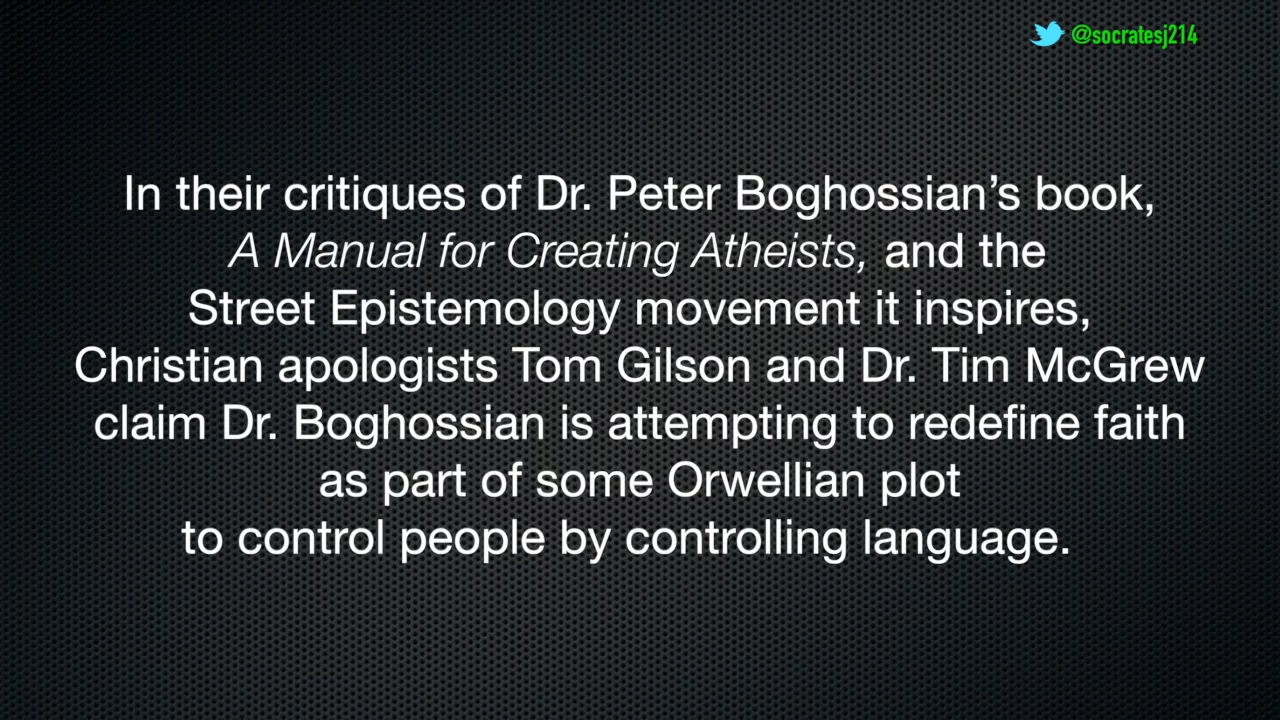 @socratesj214
In their critiques of Dr. Peter Boghossian’s book,
A Manual for Creating Atheists, and the
Street Epistemology movement it inspires,
Christian apologists Tom Gilson and Dr. Tim McGrew
claim Dr. Boghossian is attempting to redefine faith
as part of some Orwellian plot
to control people by controlling language.